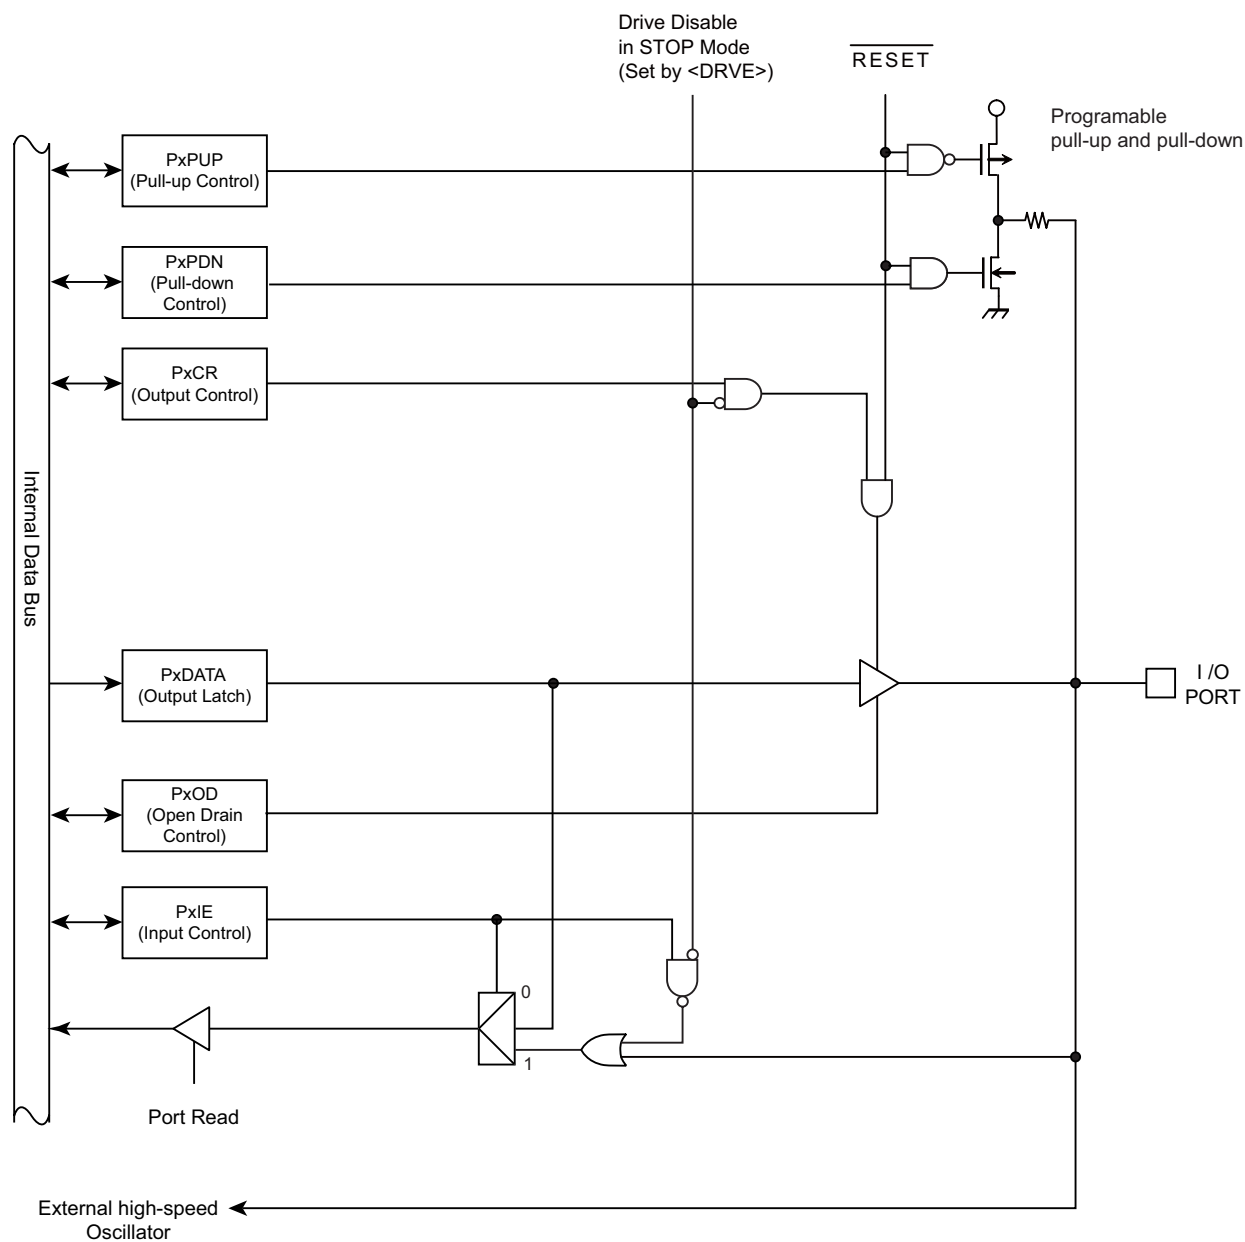 Drive Disable
in STOP Mode
(Set by <DRVE>)
RESET
Programable
pull-up and pull-down
PxPUP
(Pull-up Control)
PxPDN
(Pull-down
Control)
PxCR
(Output Control)
Internal Data Bus
PxDATA
(Output Latch)
I /O
PORT
PxOD
(Open Drain
Control)
PxIE
(Input Control)
0
1
Port Read
External high-speed
Oscillator